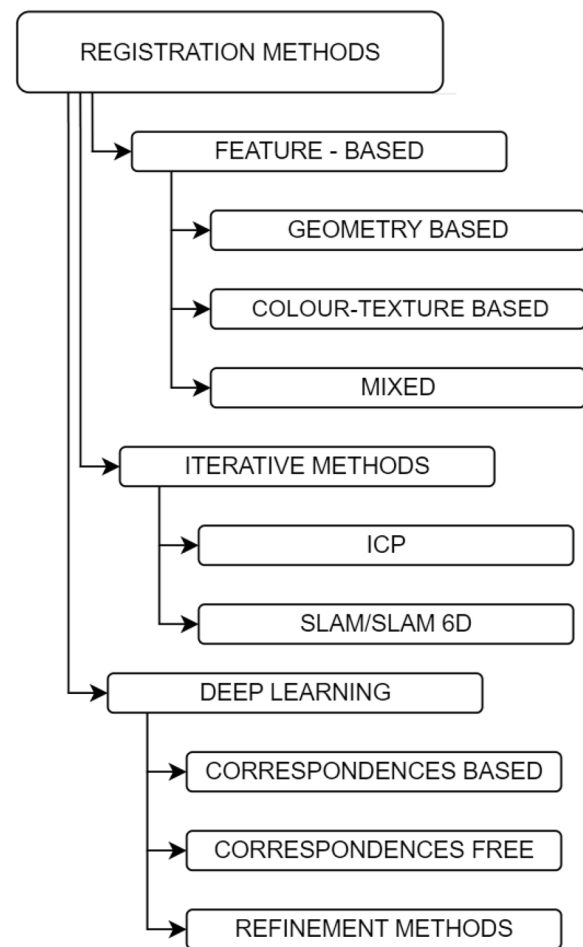 REGISTRATION METHODS
FEATURE - BASED
GEOMETRY BASED
COLOUR-TEXTURE BASED
MIXED
ITERATIVE METHODS
ICP
SLAM/SLAM 6D
DEEP LEARNING
CORRESPONDENCES BASED
CORRESPONDENCES FREE
REFINEMENT METHODS